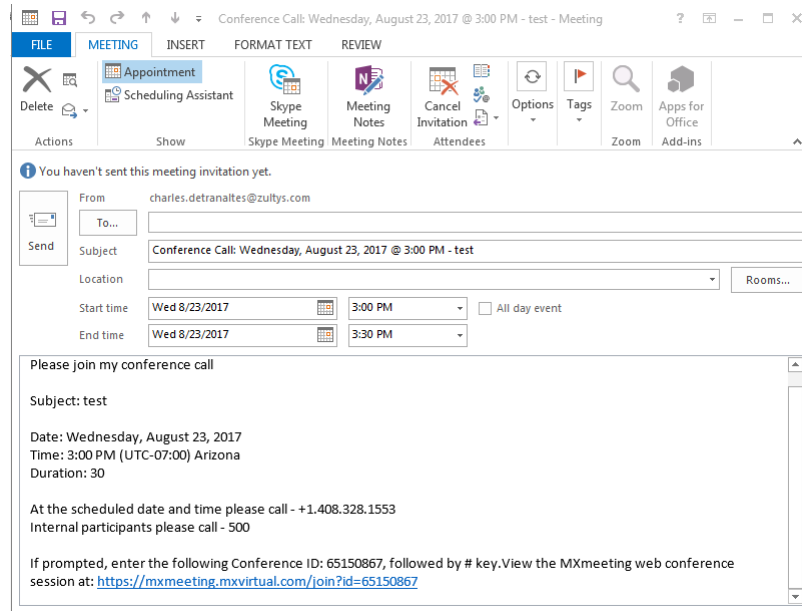 Conference Call: Wednesday, August 23, 2017 @ 3:00 PM - test - Meeting
FILE MEETING INSERT FORMAT TEXT REVIEW
Delete
Appointment
Scheduling Assistant
Skype Meeting
Meeting Notes
Cancel Invitation
Options
Tags
Zoom
Apps for Office
Actions Show Skype Meeting Meeting Notes Attendees Zoom Add-ins
You haven't sent this meeting invitation yet.
Send
From charles.detranaltes@zultys.com
To...
Subject Conference Call: Wednesday, August 23, 2017 @ 3:00 PM - test
Location Rooms...
Start time Wed 8/23/2017 3:00 PM All day event
End time Wed 8/23/2017 3:30 PM
Please join my conference call
Subject: test
Date: Wednesday, August 23, 2017
Time: 3:00 PM (UTC-07:00) Arizona
Duration: 30
At the scheduled date and time please call - +1.408.328.1553
Internal participants please call - 500
If prompted, enter the following Conference ID: 65150867, followed by # key.View the MXmeeting web conference
session at: https://mxmeeting.mxvirtual.com/join?id=65150867